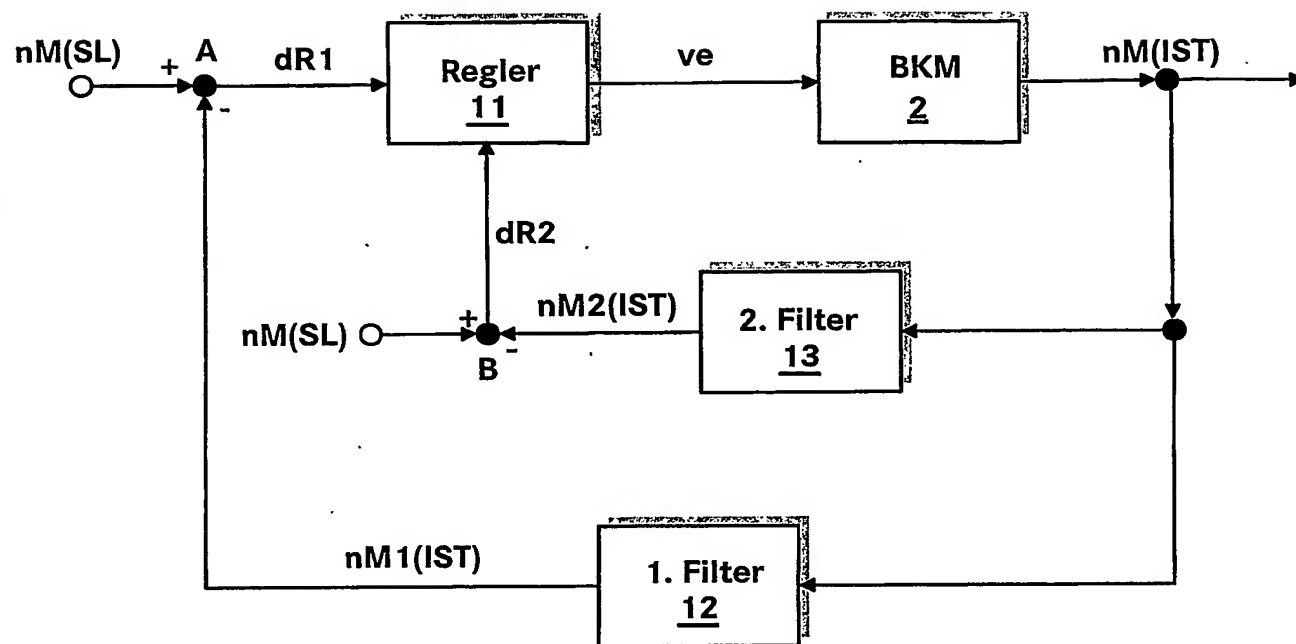 nM(SL)
+
A
-
dR1
Regler
11
ve
BKM
2
nM(IST)
dR2
nM(SL)
+
B
-
nM2(IST)
2. Filter
13
nM1(IST)
1. Filter
12